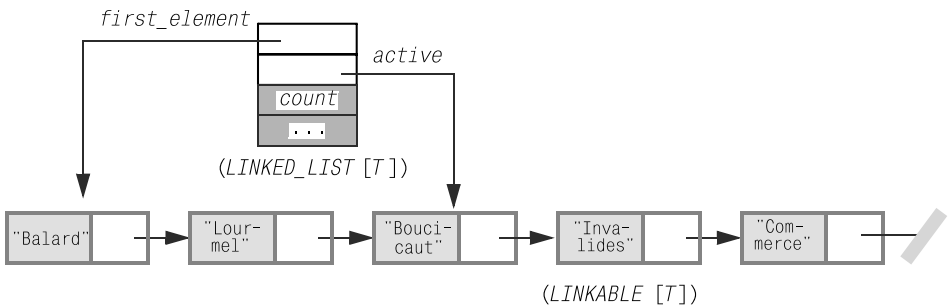 first_element
active
count
...
(LINKED_LIST [T])
"Balard"
"Lour-
mel"
"Bouci-
caut"
"Inva-
lides"
"Com-
merce"
(LINKABLE [T])